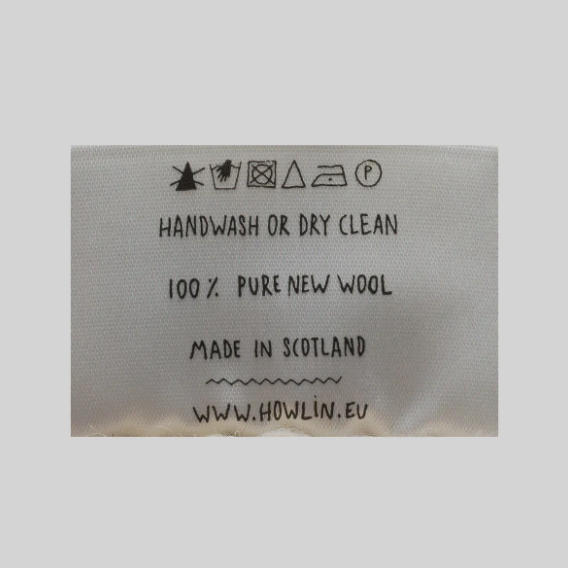 P
HANDWASH OR DRY CLEAN
100% PURE NEW WOOL
MADE IN SCOTLAND
WWW.HOWLIN.EU